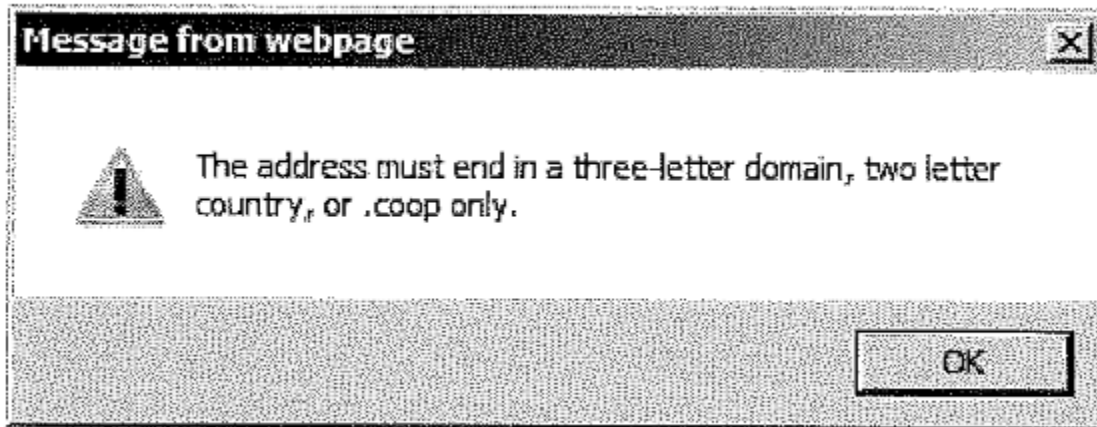 Message from webpage
The address must end in a three-letter domain, two letter
country, or .coop only.
OK